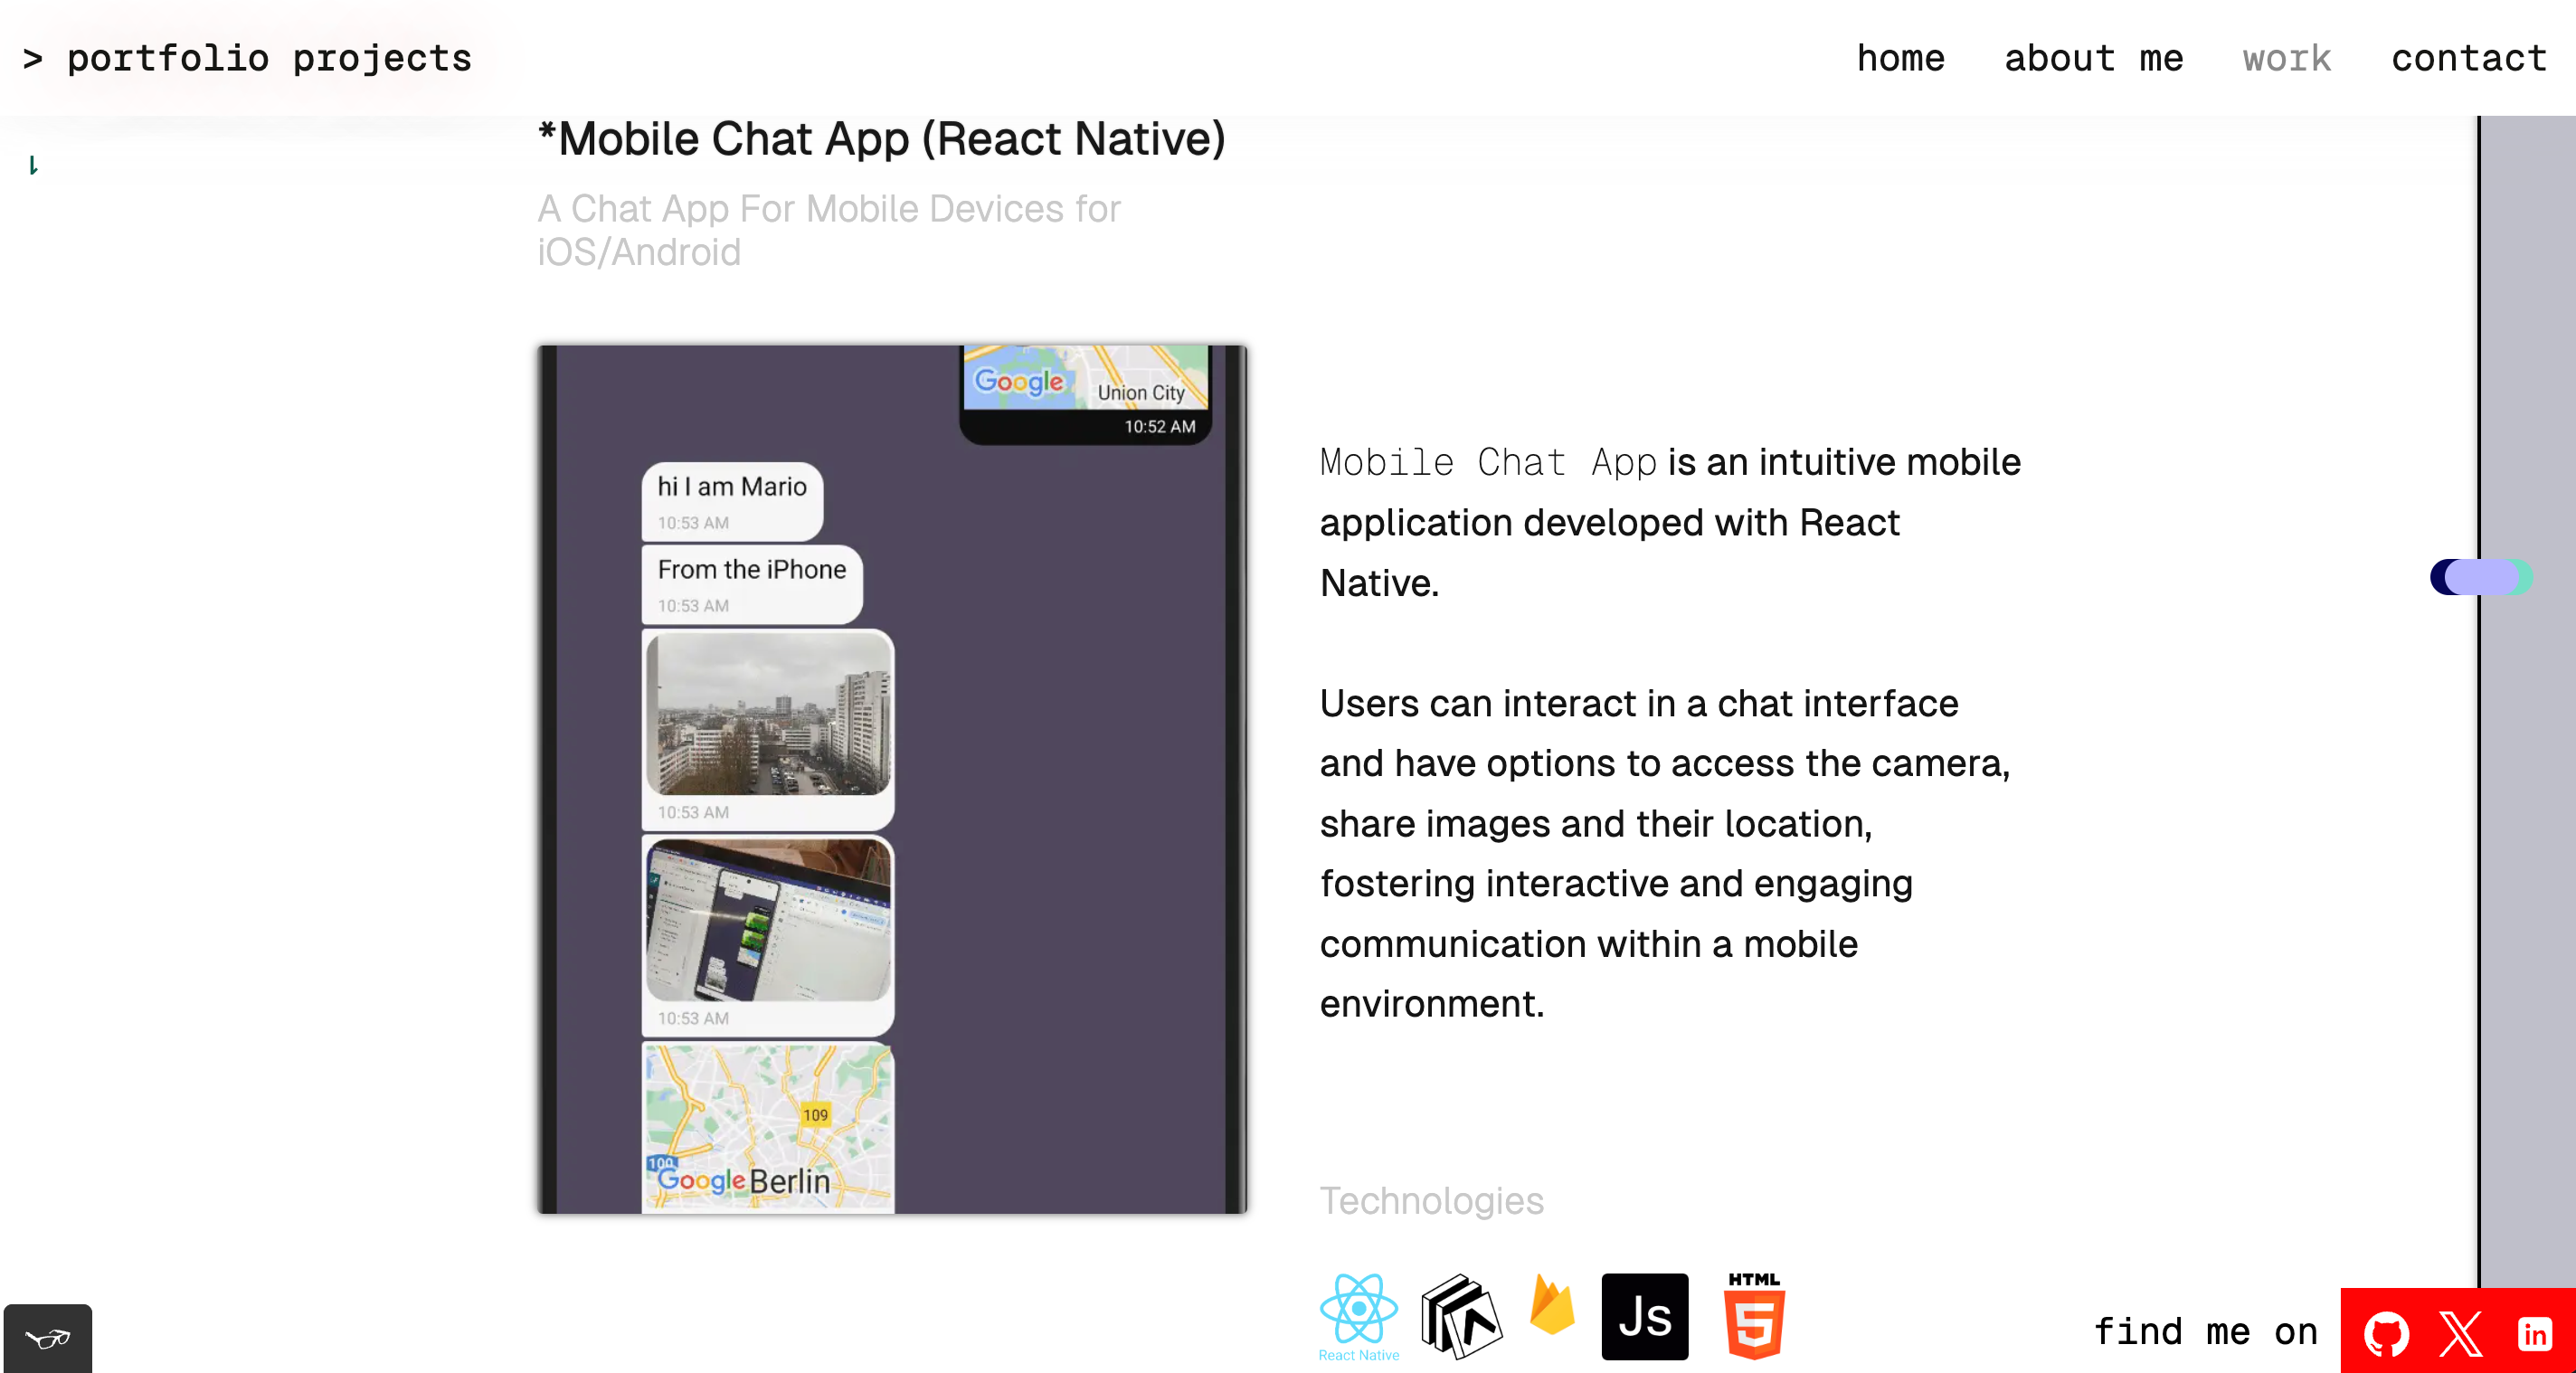 > portfolio projects
home about me work contact
*Mobile Chat App (React Native)
A Chat App For Mobile Devices for
iOS/Android
Google
Union City
10:52 AM
hi I am Mario
10:53 AM
From the iPhone
10:53 AM
10:53 AM
10:53 AM
109
100
Google Berlin
Mobile Chat App is an intuitive mobile
application developed with React
Native.
Users can interact in a chat interface
and have options to access the camera,
share images and their location,
fostering interactive and engaging
communication within a mobile
environment.
Technologies
React Native
Js
HTML
5
find me on
X
in